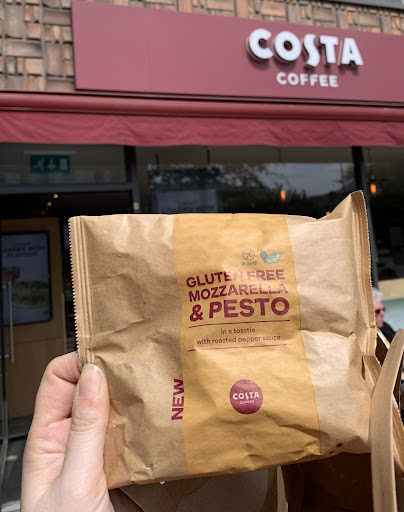 COSTA
COFFEE
GLUTEN FREE
MOZZARELLA
& PESTO
in a toastie
with roasted pepper sauce
NEW
COSTA
COFFEE